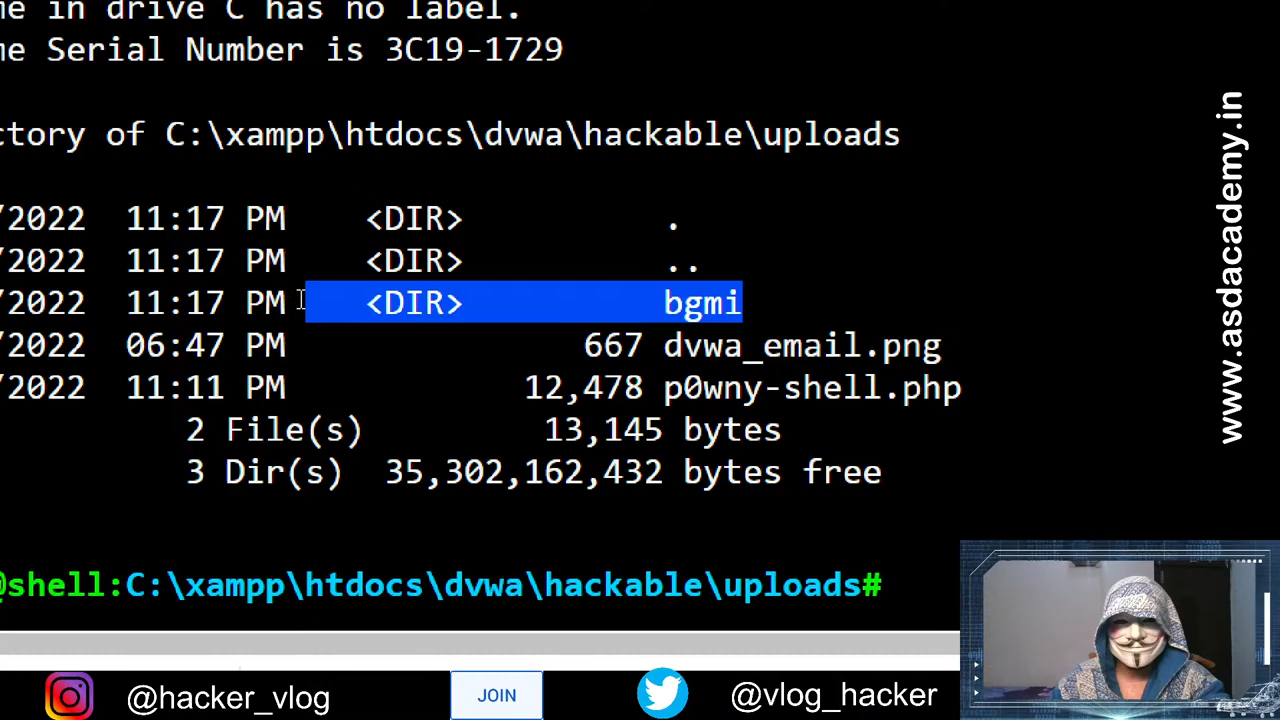 me in drive C has no label.
me Serial Number is 3C19-1729
ctory of C:\xampp\htdocs\dvwa\hackable\uploads
/2022 11:17 PM <DIR> .
/2022 11:17 PM <DIR> ..
/2022 11:17 PM <DIR> bgmi
/2022 06:47 PM 667 dvwa_email.png
/2022 11:11 PM 12,478 p0wny-shell.php
2 File(s) 13,145 bytes
3 Dir(s) 35,302,162,432 bytes free
@shell:C:\xampp\htdocs\dvwa\hackable\uploads#
www.asdacademy.in
@hacker_vlog
JOIN
@vlog_hacker